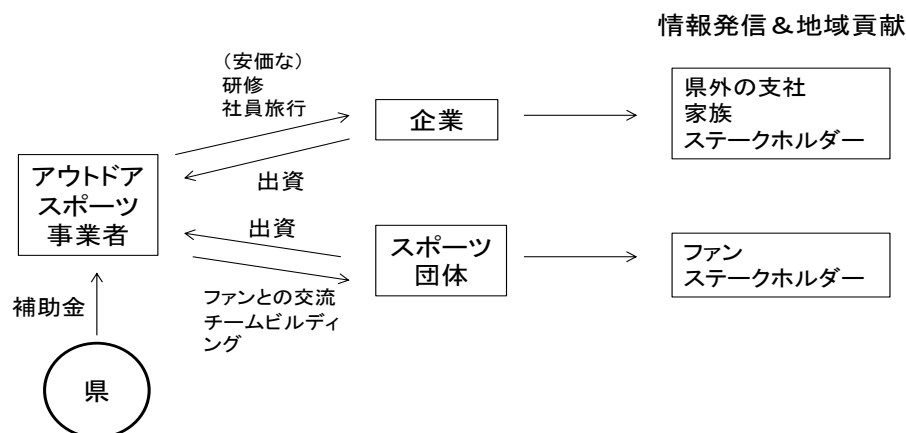 情報発信＆地域貢献
（安価な）
研修
社員旅行
企業
県外の支社
家族
ステークホルダー
出資
アウトドア
スポーツ
事業者
出資
スポーツ
団体
ファン
ステークホルダー
ファンとの交流
チームビルディ
ング
補助金
県